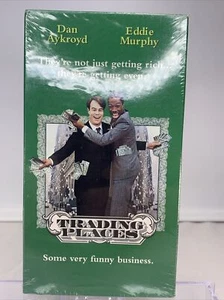 Dan Eddie
Aykroyd Murphy
They're not just getting rich...
they're getting even.
TRADING
PLACES
Some very funny business.